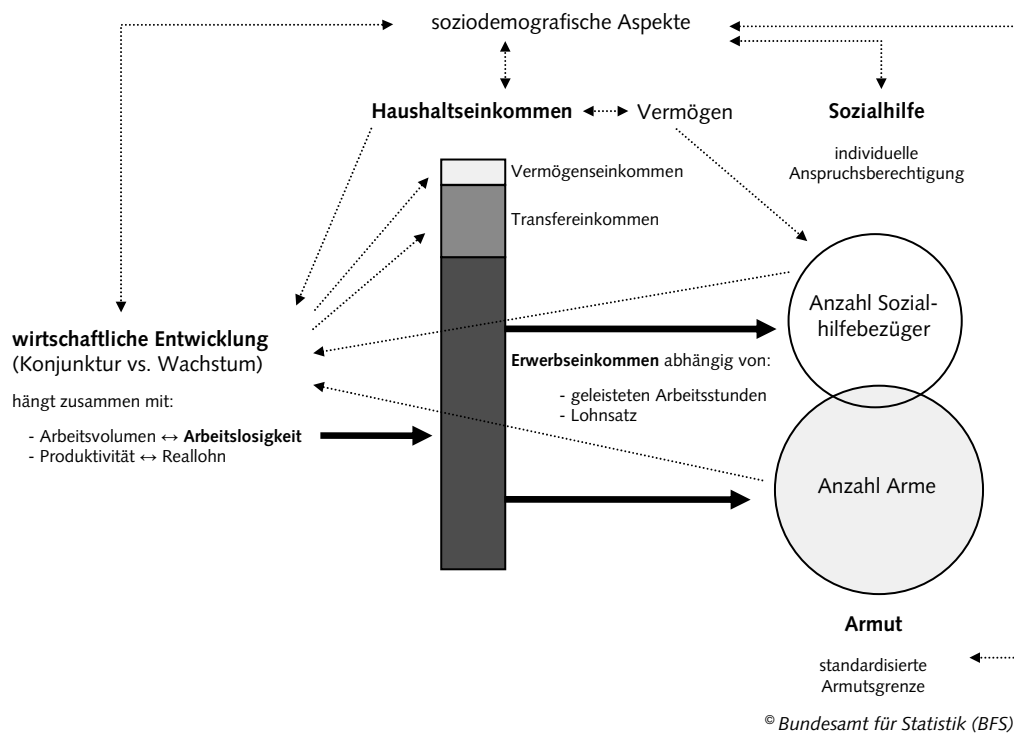 soziodemografische Aspekte
Haushaltseinkommen
Vermögen
Sozialhilfe
individuelle
Anspruchsberechtigung
Vermögenseinkommen
Transfereinkommen
Anzahl Sozial-
hilfebezüger
wirtschaftliche Entwicklung
(Konjunktur vs. Wachstum)
hängt zusammen mit:
- Arbeitsvolumen ↔ Arbeitslosigkeit
- Produktivität ↔ Reallohn
Erwerbseinkommen abhängig von:
- geleisteten Arbeitsstunden
- Lohnsatz
Anzahl Arme
Armut
standardisierte
Armutsgrenze
© Bundesamt für Statistik (BFS)